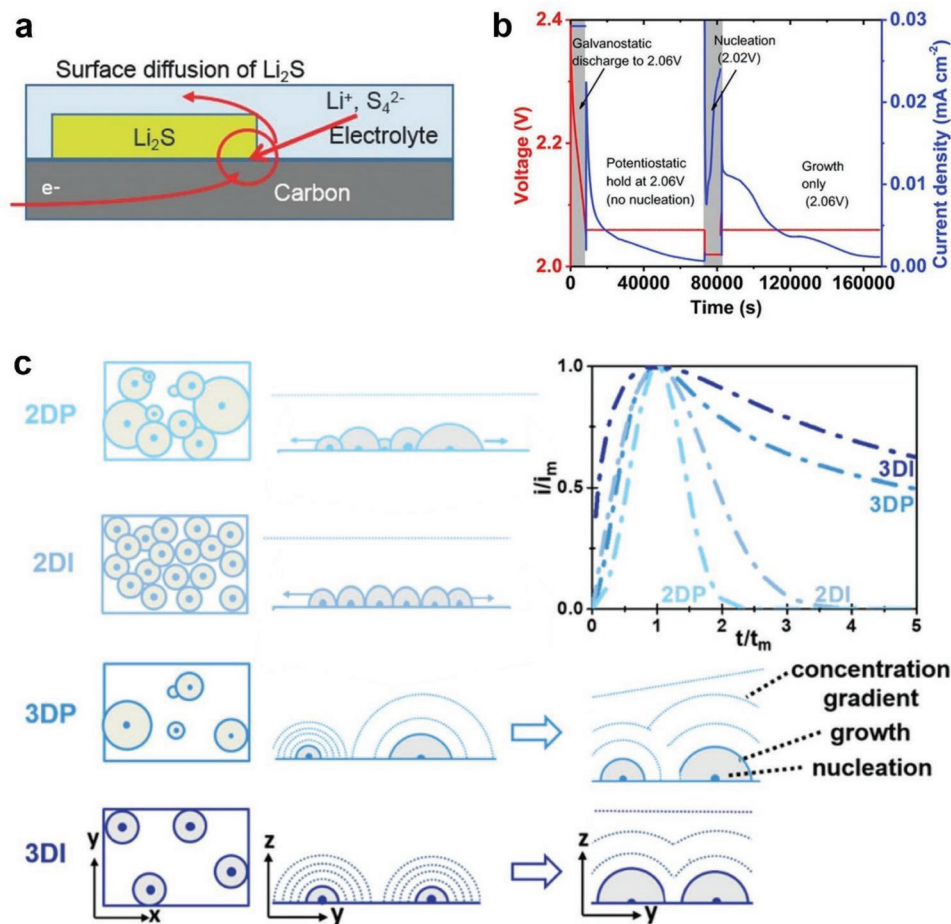 a
Surface diffusion of Li₂S
Li⁺, S₄²⁻
Li₂S
Electrolyte
e-
Carbon
b
2.4
2.2
2.0
Voltage (V)
Galvanostatic
discharge to 2.06V
Nucleation
(2.02V)
Potentiostatic
hold at 2.06V
(no nucleation)
Growth
only
(2.06V)
0.03
0.02
0.01
0.00
Current density (mA cm⁻²)
0 40000 80000 120000 160000
Time (s)
c
2DP
2DI
3DP
3DI
y
x
z
y
z
y
1.0
0.5
0.0
i/iₘ
3DI
3DP
2DP
2DI
0 1 2 3 4 5
t/tₘ
concentration
gradient
growth
nucleation